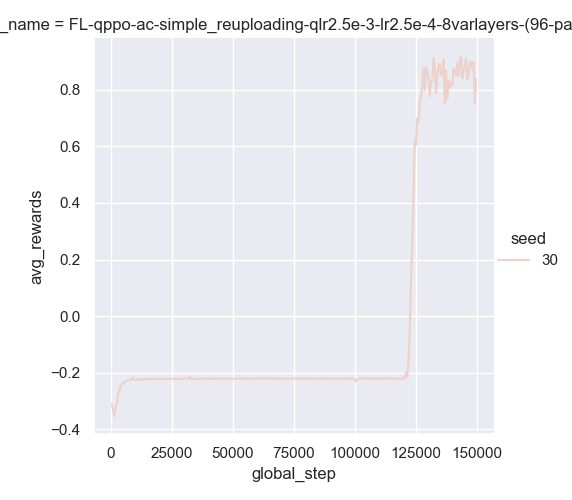 _name = FL-qppo-ac-simple_reuploading-qlr2.5e-3-lr2.5e-4-8varlayers-(96-pa
0.8
0.6
0.4
0.2
0.0
−0.2
−0.4
avg_rewards
seed
30
0 25000 50000 75000 100000 125000 150000
global_step